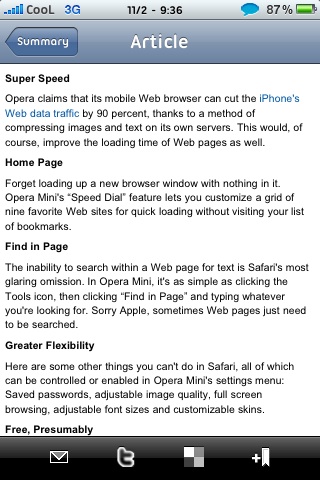 CooL 3G 11/2 - 9:36 87%
Summary
Article
Super Speed
Opera claims that its mobile Web browser can cut the iPhone's
Web data traffic by 90 percent, thanks to a method of
compressing images and text on its own servers. This would, of
course, improve the loading time of Web pages as well.
Home Page
Forget loading up a new browser window with nothing in it.
Opera Mini's “Speed Dial” feature lets you customize a grid of
nine favorite Web sites for quick loading without visiting your list
of bookmarks.
Find in Page
The inability to search within a Web page for text is Safari's most
glaring omission. In Opera Mini, it's as simple as clicking the
Tools icon, then clicking “Find in Page” and typing whatever
you're looking for. Sorry Apple, sometimes Web pages just need
to be searched.
Greater Flexibility
Here are some other things you can't do in Safari, all of which
can be controlled or enabled in Opera Mini's settings menu:
Saved passwords, adjustable image quality, full screen
browsing, adjustable font sizes and customizable skins.
Free, Presumably